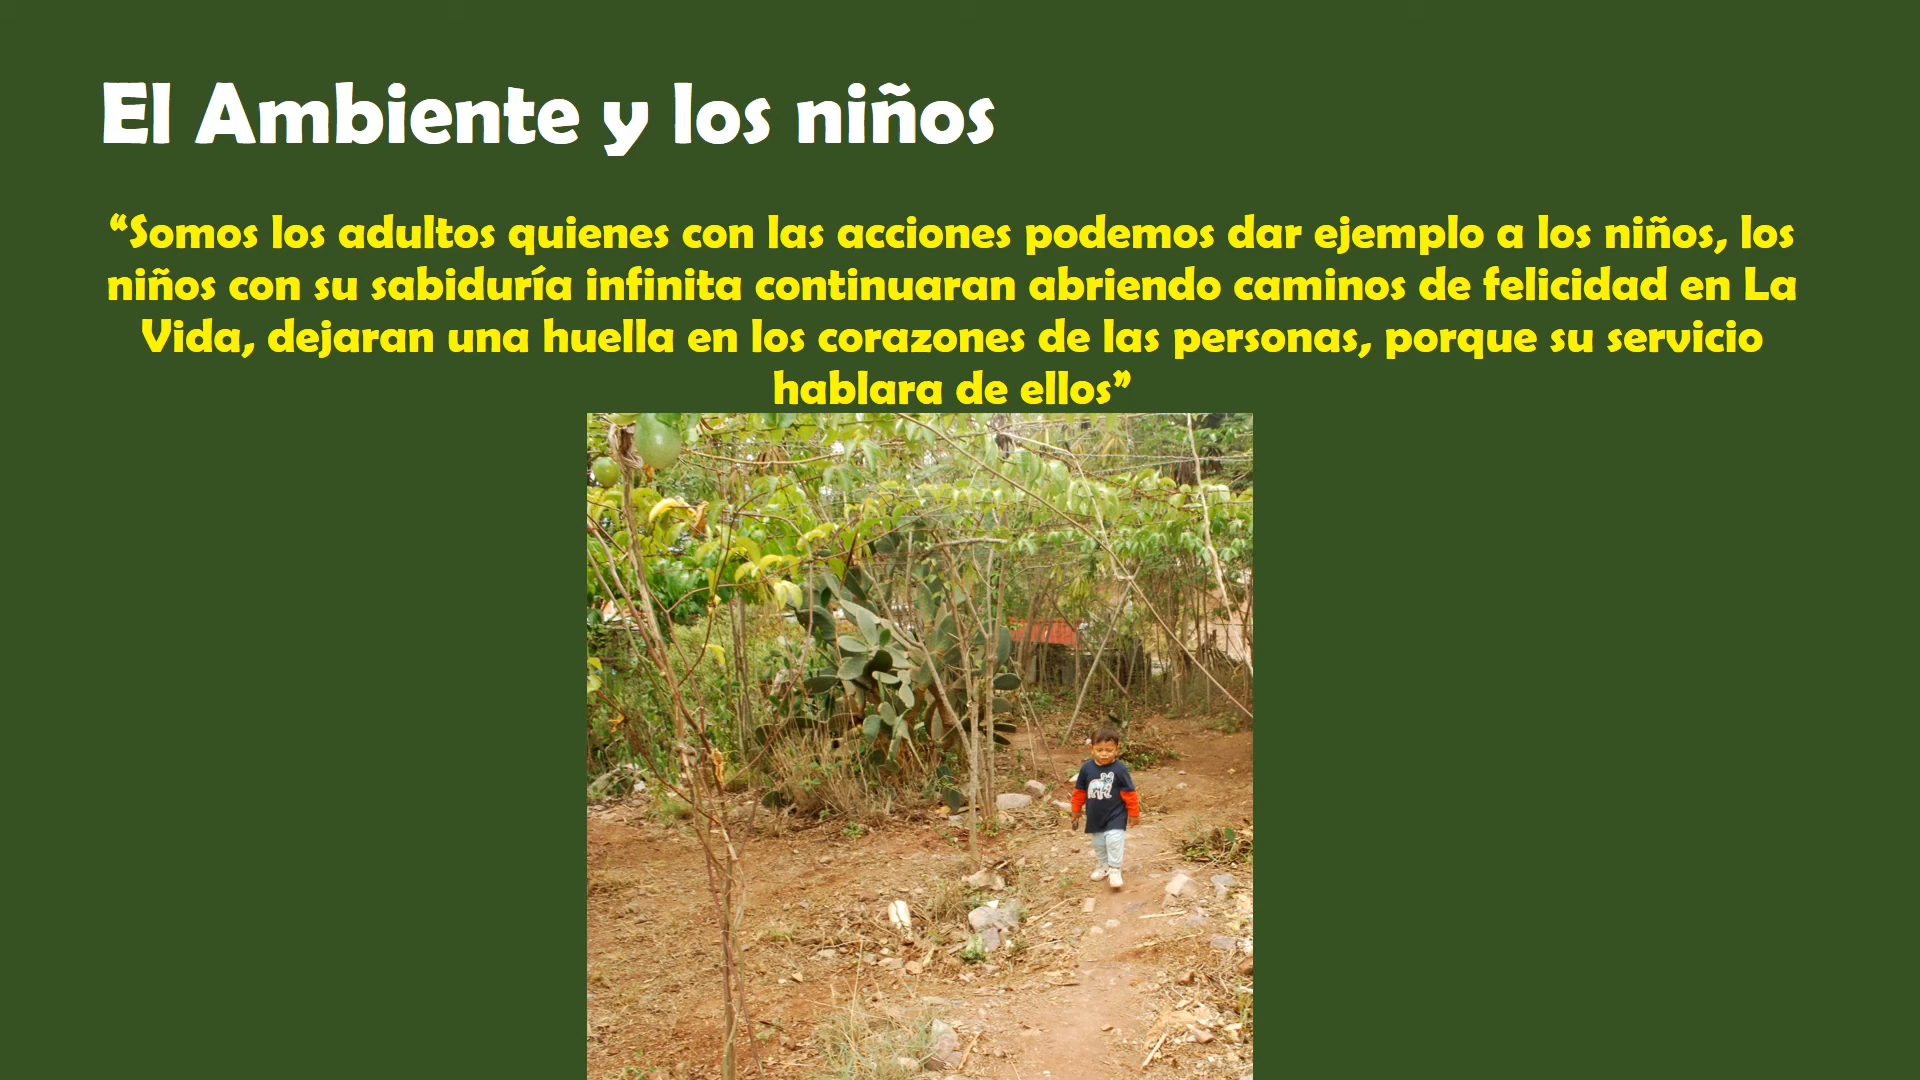 El Ambiente y los niños
“Somos los adultos quienes con las acciones podemos dar ejemplo a los niños, los
niños con su sabiduría infinita continuaran abriendo caminos de felicidad en La
Vida, dejaran una huella en los corazones de las personas, porque su servicio
hablara de ellos”